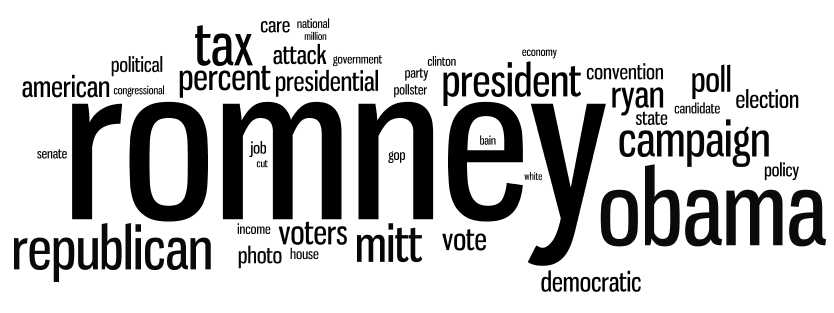 care national
million
tax attack government
political
percent presidential
american congressional
party clinton
pollster
economy
president convention
ryan poll
state candidate election
campaign
policy
romney
senate
job
cut
gop
bain
white
obama
republican
income voters
photo house
mitt vote
democratic